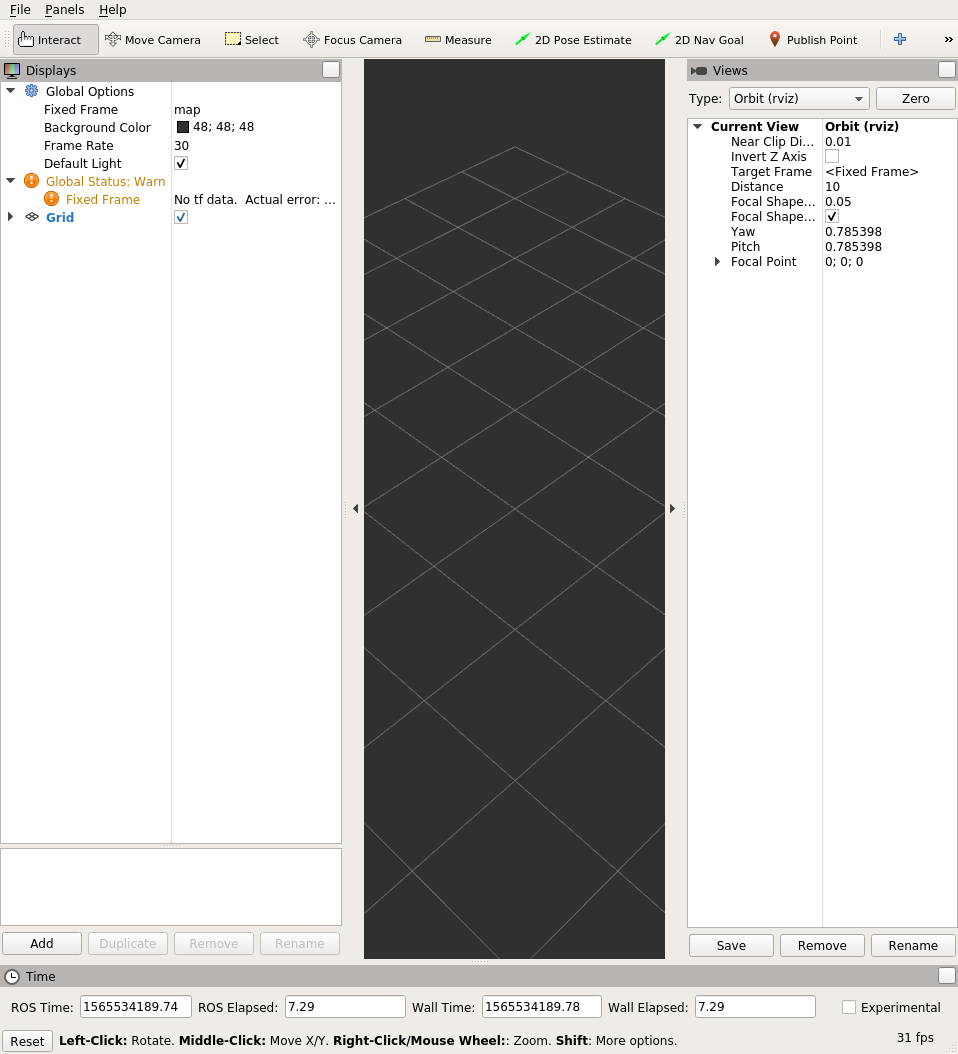 File Panels Help
Interact Move Camera Select Focus Camera Measure 2D Pose Estimate 2D Nav Goal Publish Point »
Displays
Global Options
Fixed Frame map
Background Color 48; 48; 48
Frame Rate 30
Default Light
Global Status: Warn
Fixed Frame No tf data.  Actual error: ...
Grid
Add Duplicate Remove Rename
Views
Type: Orbit (rviz) Zero
Current View Orbit (rviz)
Near Clip Di... 0.01
Invert Z Axis
Target Frame <Fixed Frame>
Distance 10
Focal Shape... 0.05
Focal Shape...
Yaw 0.785398
Pitch 0.785398
Focal Point 0; 0; 0
Save Remove Rename
Time
ROS Time: 1565534189.74 ROS Elapsed: 7.29 Wall Time: 1565534189.78 Wall Elapsed: 7.29 Experimental
Reset Left-Click: Rotate. Middle-Click: Move X/Y. Right-Click/Mouse Wheel:: Zoom. Shift: More options. 31 fps